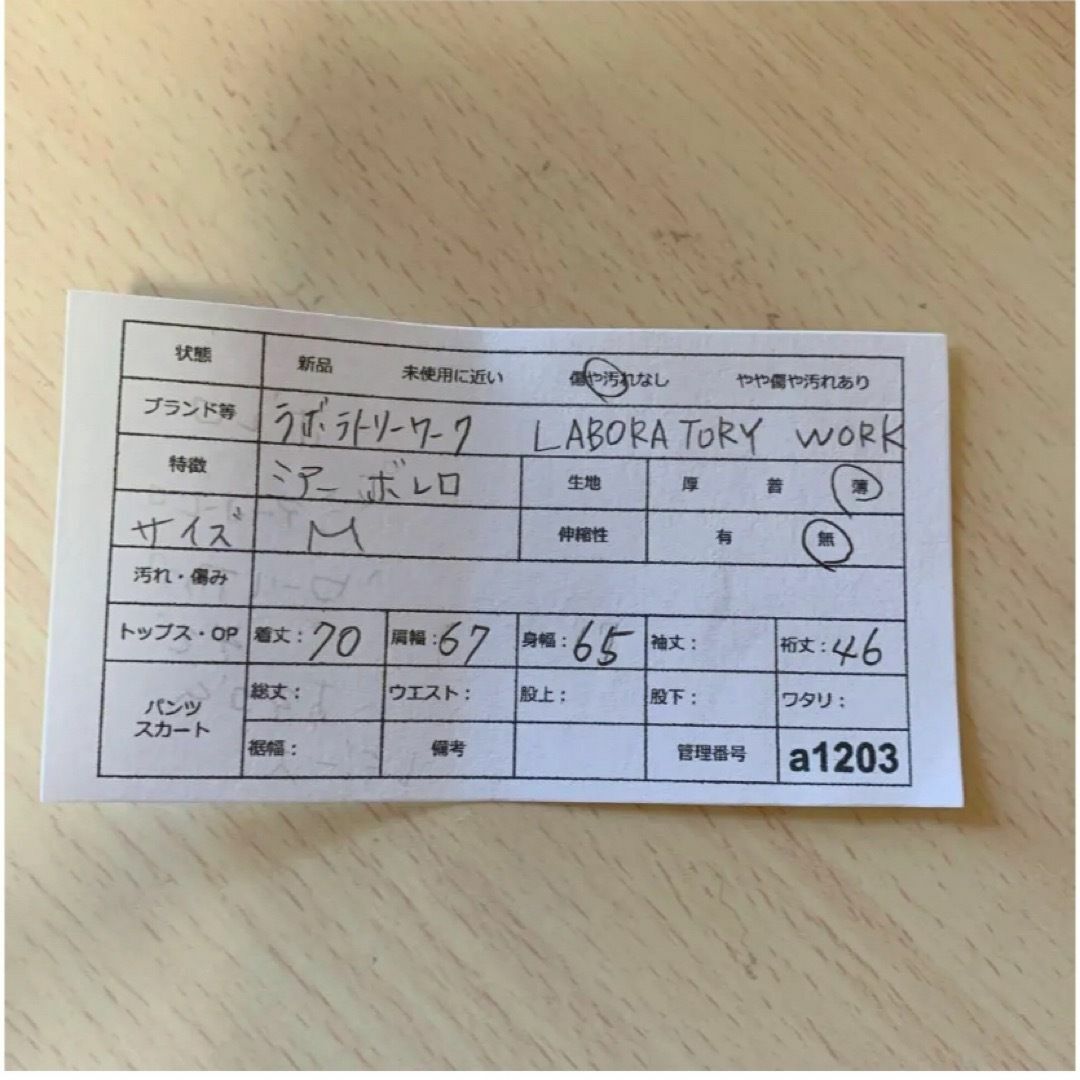 状態 新品 未使用に近い 傷や汚れなし やや傷や汚れあり
ブランド等 ラボラトリーワーク LABORATORY WORK
特徴 ミアー ボレロ 生地 厚 普 薄
サイズ M 伸縮性 有 無
汚れ・傷み
トップス・OP 着丈：70 肩幅：67 身幅：65 袖丈： 裄丈：46
パンツ
スカート
総丈： ウエスト： 股上： 股下： ワタリ：
裾幅： 備考 管理番号 a1203